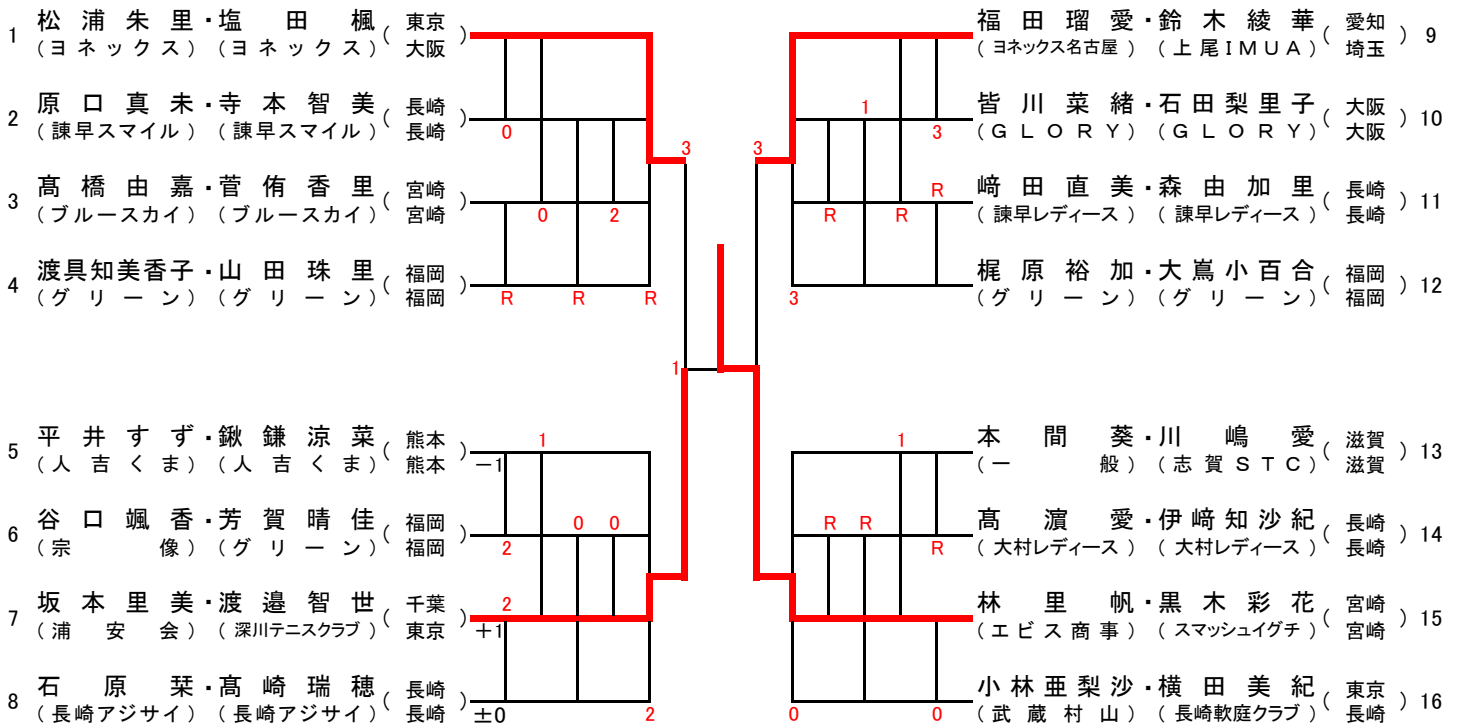 1 松浦朱里・塩田楓 (東京
(ヨネックス) (ヨネックス) 大阪)
2 原口真未・寺本智美 (長崎
(諫早スマイル) (諫早スマイル) 長崎)
0
3 髙橋由嘉・菅侑香里 (宮崎
(ブルースカイ) (ブルースカイ) 宮崎)
0 2
4 渡具知美香子・山田珠里 (福岡
(グリーン) (グリーン) 福岡)
R R R
3
1
5 平井すず・鍬鎌涼菜 (熊本
(人吉くま) (人吉くま) 熊本)
1
−1
6 谷口颯香・芳賀晴佳 (福岡
(宗像) (グリーン) 福岡)
0 0
2
7 坂本里美・渡邉智世 (千葉
(浦安会) (深川テニスクラブ) 東京)
2
+1
8 石原栞・髙崎瑞穂 (長崎
(長崎アジサイ) (長崎アジサイ) 長崎)
±0
2
福田瑠愛・鈴木綾華 (愛知
(ヨネックス名古屋) (上尾IMUA) 埼玉) 9
1
皆川菜緒・石田梨里子 (大阪
(GLORY) (GLORY) 大阪) 10
3
3
R
﨑田直美・森由加里 (長崎
(諫早レディース) (諫早レディース) 長崎) 11
R R
梶原裕加・大嶌小百合 (福岡
(グリーン) (グリーン) 福岡) 12
3
1
本間葵・川嶋愛 (滋賀
(一般) (志賀STC) 滋賀) 13
R R
髙濵愛・伊﨑知沙紀 (長崎
(大村レディース) (大村レディース) 長崎) 14
R
林里帆・黒木彩花 (宮崎
(エビス商事) (スマッシュイグチ) 宮崎) 15
小林亜梨沙・横田美紀 (東京
(武蔵村山) (長崎軟庭クラブ) 長崎) 16
0 0